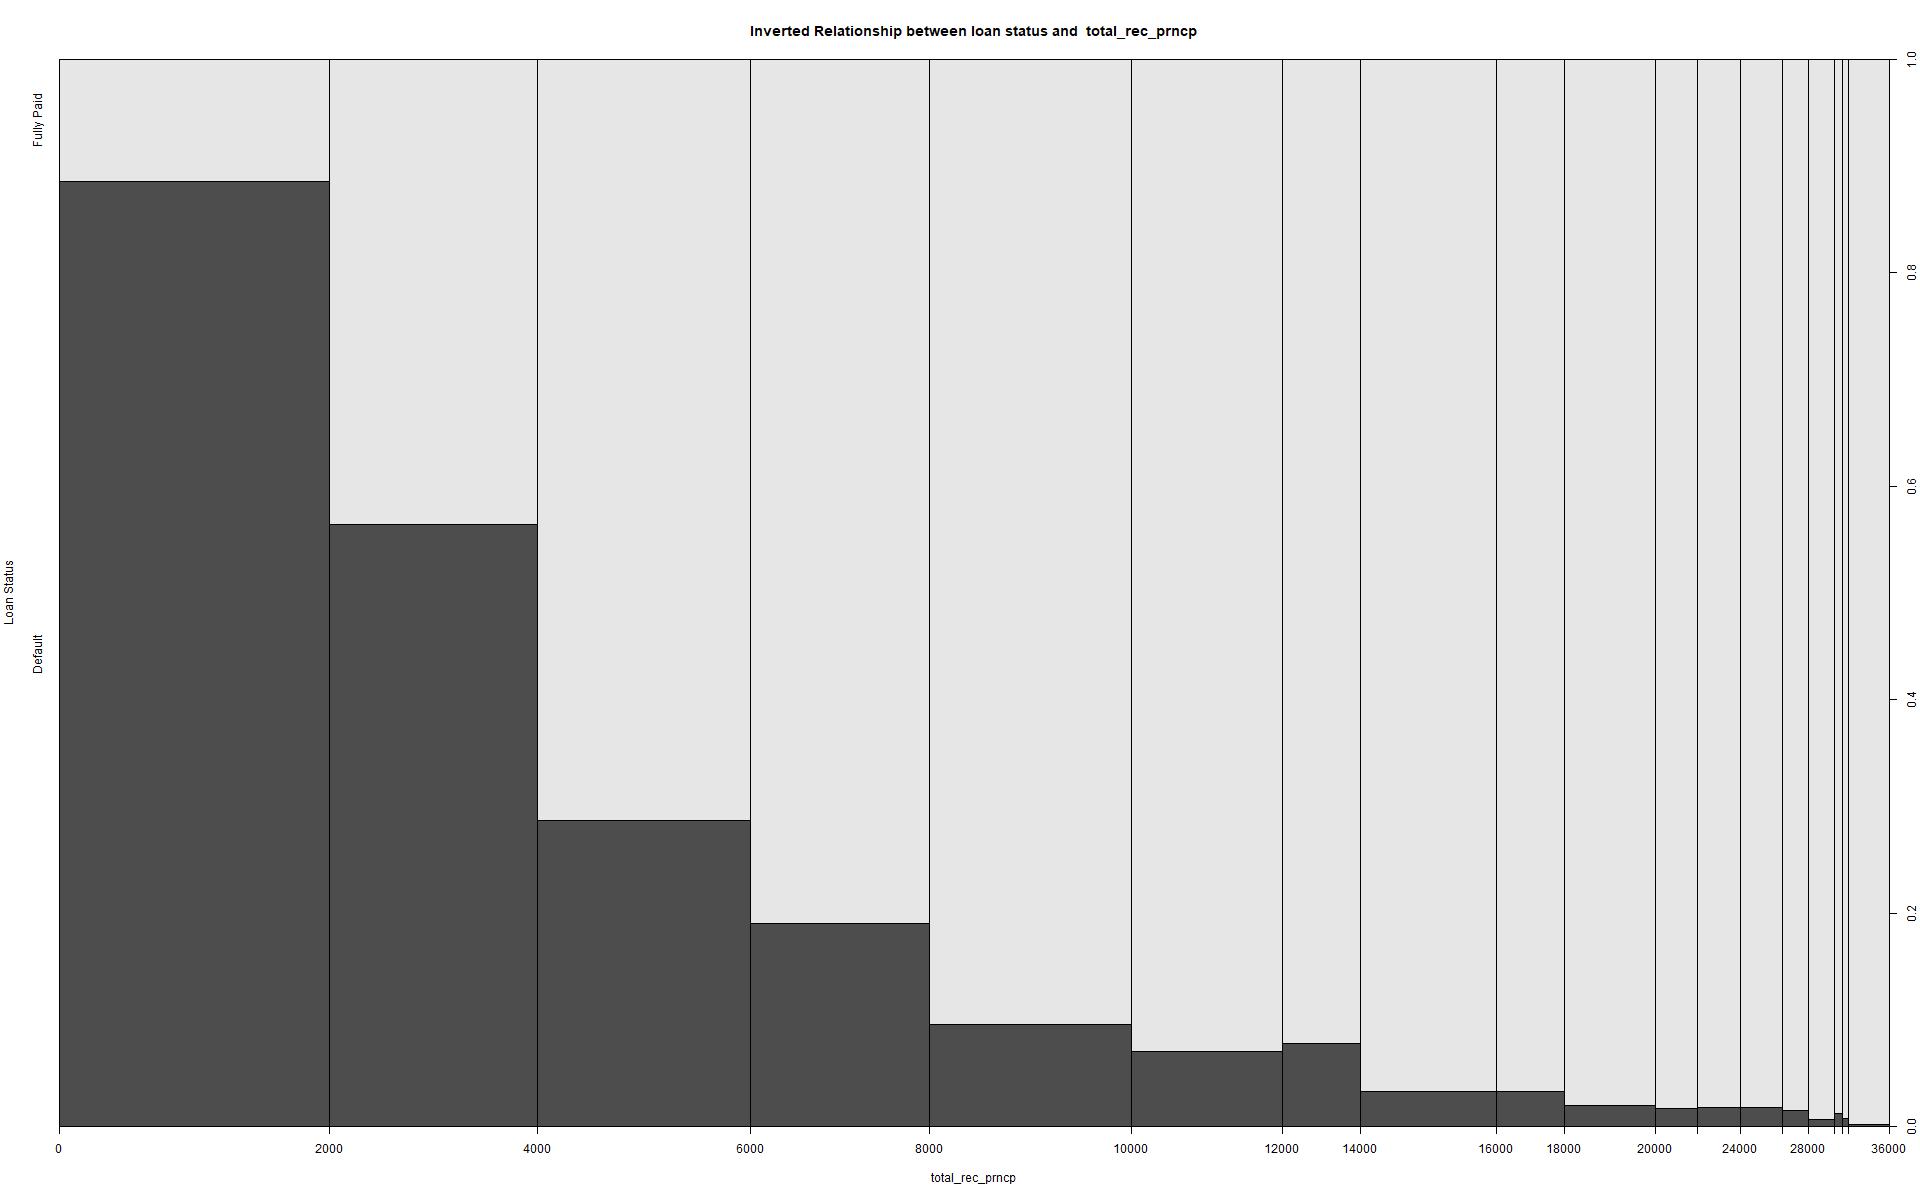 Inverted Relationship between loan status and  total_rec_prncp
Fully Paid
Default
Loan Status
1.0
0.8
0.6
0.4
0.2
0.0
0 2000 4000 6000 8000 10000 12000 14000 16000 18000 20000 24000 28000 36000
total_rec_prncp